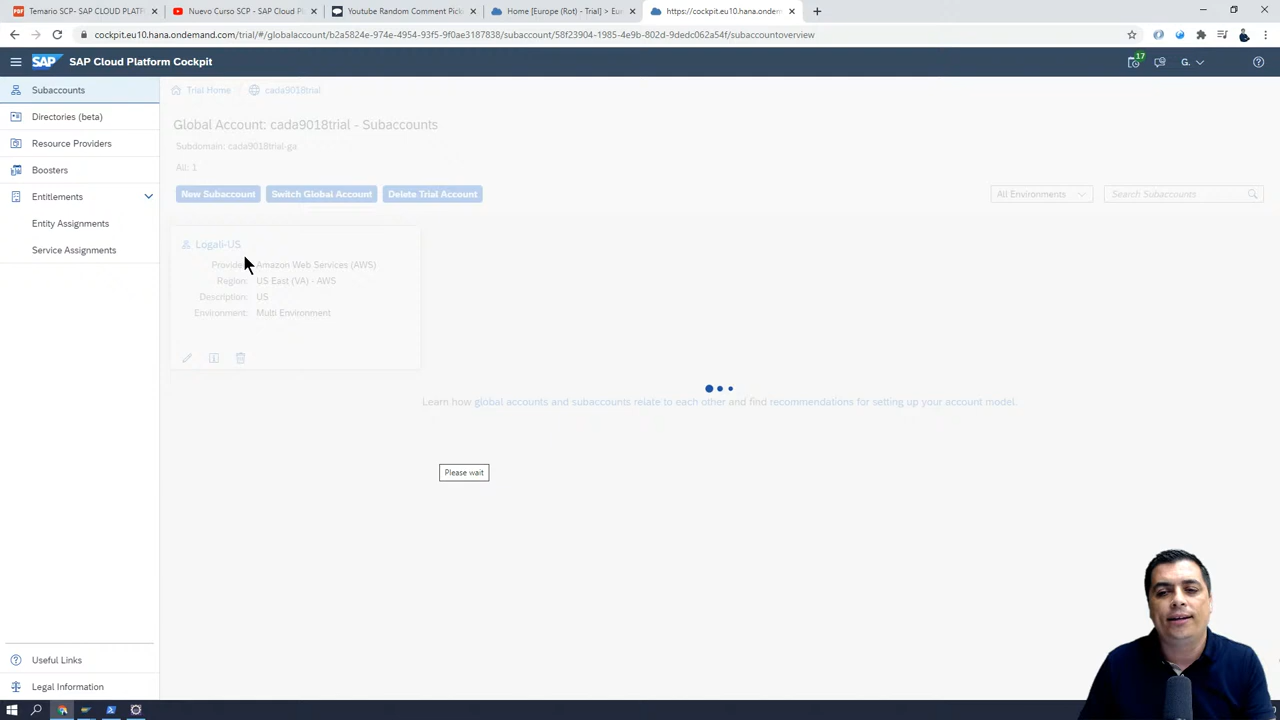 Temario SCP- SAP CLOUD PLATF
Nuevo Curso SCP - SAP Cloud Pl
Youtube Random Comment Pick
Home [Europe (Rot) - Trial] > Eu
https://cockpit.eu10.hana.ondem
cockpit.eu10.hana.ondemand.com/trial/#/globalaccount/b2a5824e-974e-4954-93f5-9f0ae3187838/subaccount/58f23904-1985-4e9b-802d-9dedc062a54f/subaccountoverview
SAP
SAP Cloud Platform Cockpit
17
G.
Subaccounts
Directories (beta)
Resource Providers
Boosters
Entitlements
Entity Assignments
Service Assignments
Useful Links
Legal Information
Trial Home
cada9018trial
Global Account: cada9018trial - Subaccounts
Subdomain: cada9018trial-ga
All: 1
New Subaccount
Switch Global Account
Delete Trial Account
All Environments
Search Subaccounts
Logali-US
Provide Amazon Web Services (AWS)
Region: US East (VA) - AWS
Description: US
Environment: Multi Environment
Learn how global accounts and subaccounts relate to each other and find recommendations for setting up your account model.
Please wait